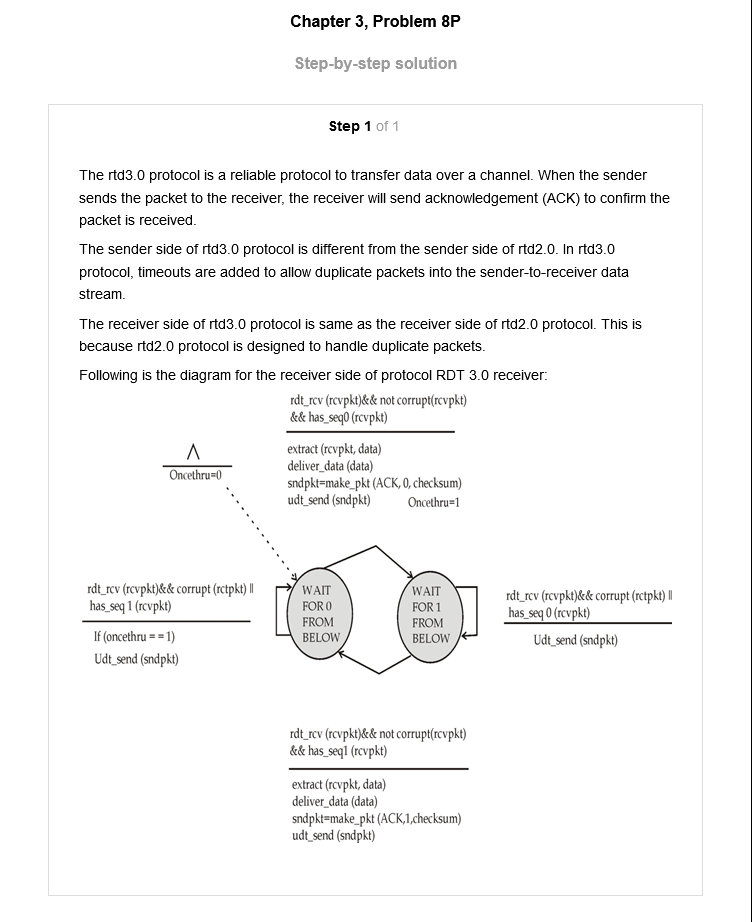 Chapter 3, Problem 8P
Step-by-step solution
Step 1 of 1
The rtd3.0 protocol is a reliable protocol to transfer data over a channel. When the sender
sends the packet to the receiver, the receiver will send acknowledgement (ACK) to confirm the
packet is received.
The sender side of rtd3.0 protocol is different from the sender side of rtd2.0. In rtd3.0
protocol, timeouts are added to allow duplicate packets into the sender-to-receiver data
stream.
The receiver side of rtd3.0 protocol is same as the receiver side of rtd2.0 protocol. This is
because rtd2.0 protocol is designed to handle duplicate packets.
Following is the diagram for the receiver side of protocol RDT 3.0 receiver:
rdt_rcv (rcvpkt)&& not corrupt(rcvpkt)
&& has_seq0 (rcvpkt)
extract (rcvpkt, data)
deliver_data (data)
sndpkt=make_pkt (ACK, 0, checksum)
udt_send (sndpkt) Oncethru=1
Λ
Oncethru=0
rdt_rcv (rcvpkt)&& corrupt (rctpkt) ||
has_seq 1 (rcvpkt)
If (oncethru = = 1)
Udt_send (sndpkt)
WAIT
FOR 0
FROM
BELOW
WAIT
FOR 1
FROM
BELOW
rdt_rcv (rcvpkt)&& corrupt (rctpkt) ||
has_seq 0 (rcvpkt)
Udt_send (sndpkt)
rdt_rcv (rcvpkt)&& not corrupt(rcvpkt)
&& has_seq1 (rcvpkt)
extract (rcvpkt, data)
deliver_data (data)
sndpkt=make_pkt (ACK,1,checksum)
udt_send (sndpkt)